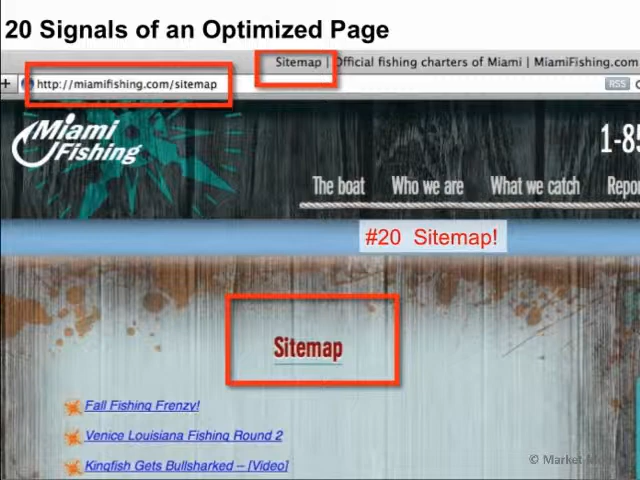 20 Signals of an Optimized Page
Sitemap | Official fishing charters of Miami | MiamiFishing.com
http://miamifishing.com/sitemap
RSS
Miami
Fishing
1-85
The boat Who we are What we catch Repor
#20 Sitemap!
Sitemap
Fall Fishing Frenzy!
Venice Louisiana Fishing Round 2
Kingfish Gets Bullsharked – [Video]
© Market